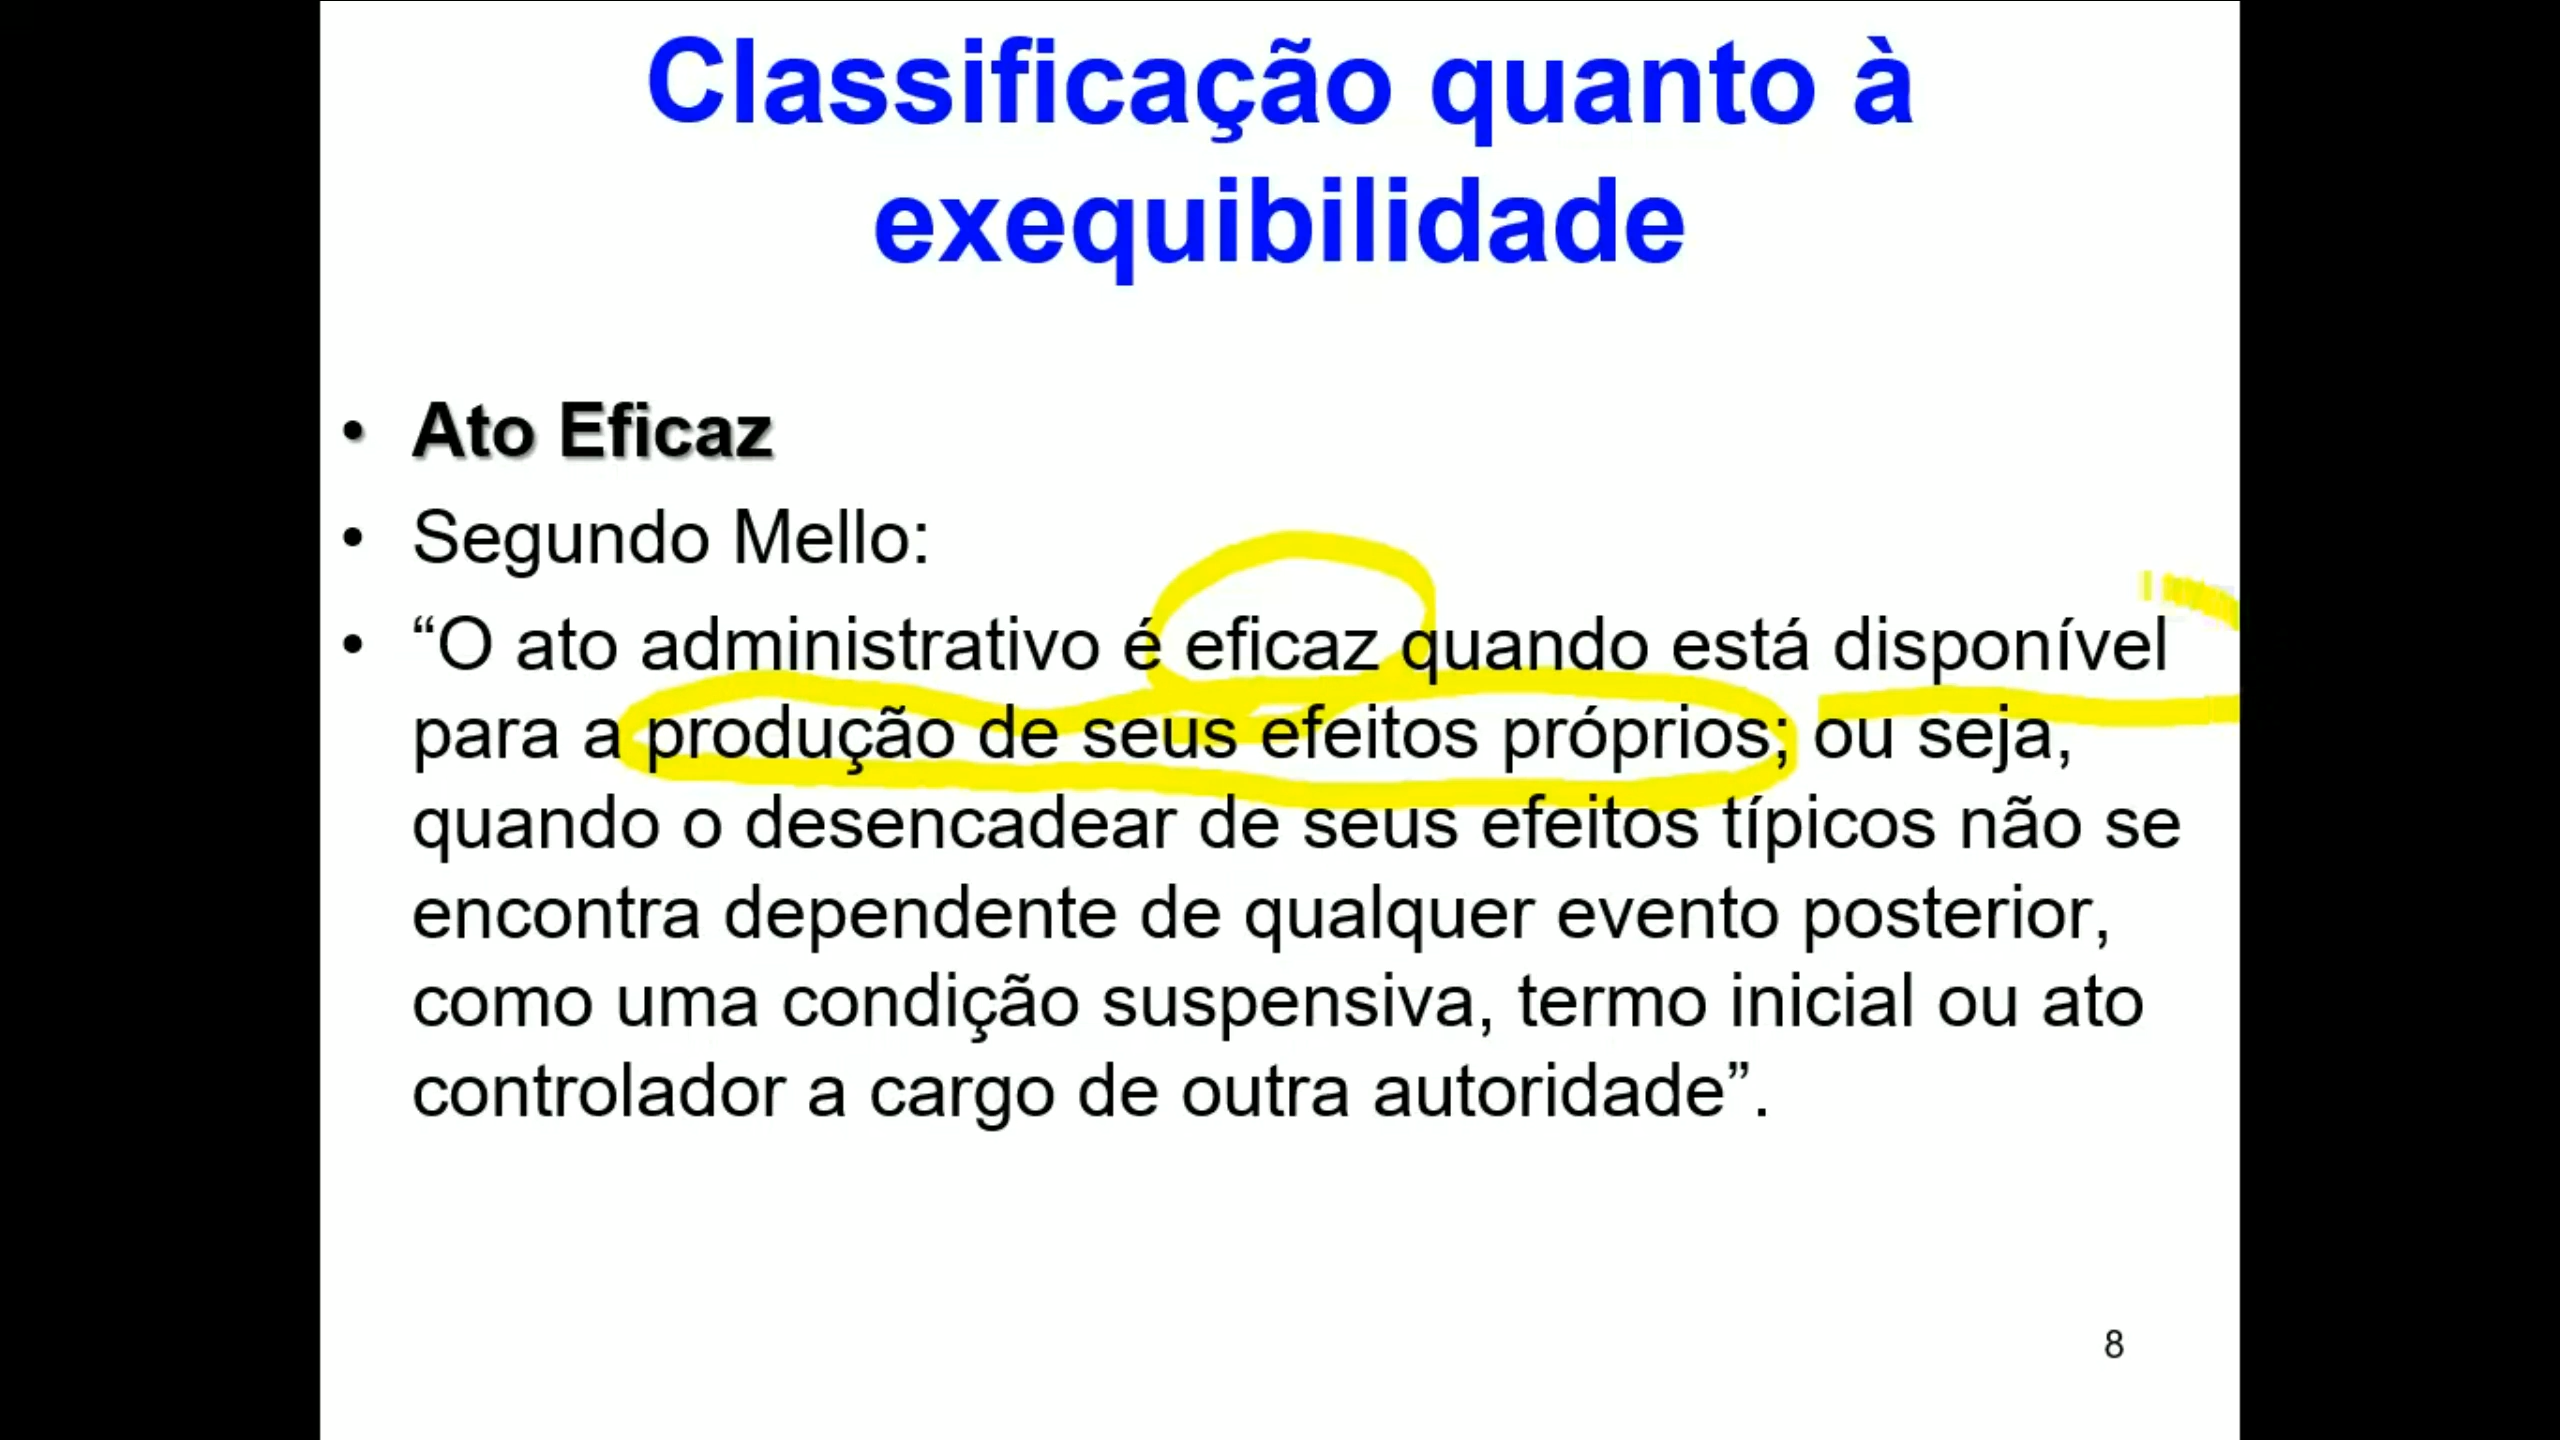 Classificação quanto à
exequibilidade
• Ato Eficaz
• Segundo Mello:
• “O ato administrativo é eficaz quando está disponível
para a produção de seus efeitos próprios; ou seja,
quando o desencadear de seus efeitos típicos não se
encontra dependente de qualquer evento posterior,
como uma condição suspensiva, termo inicial ou ato
controlador a cargo de outra autoridade”.
8